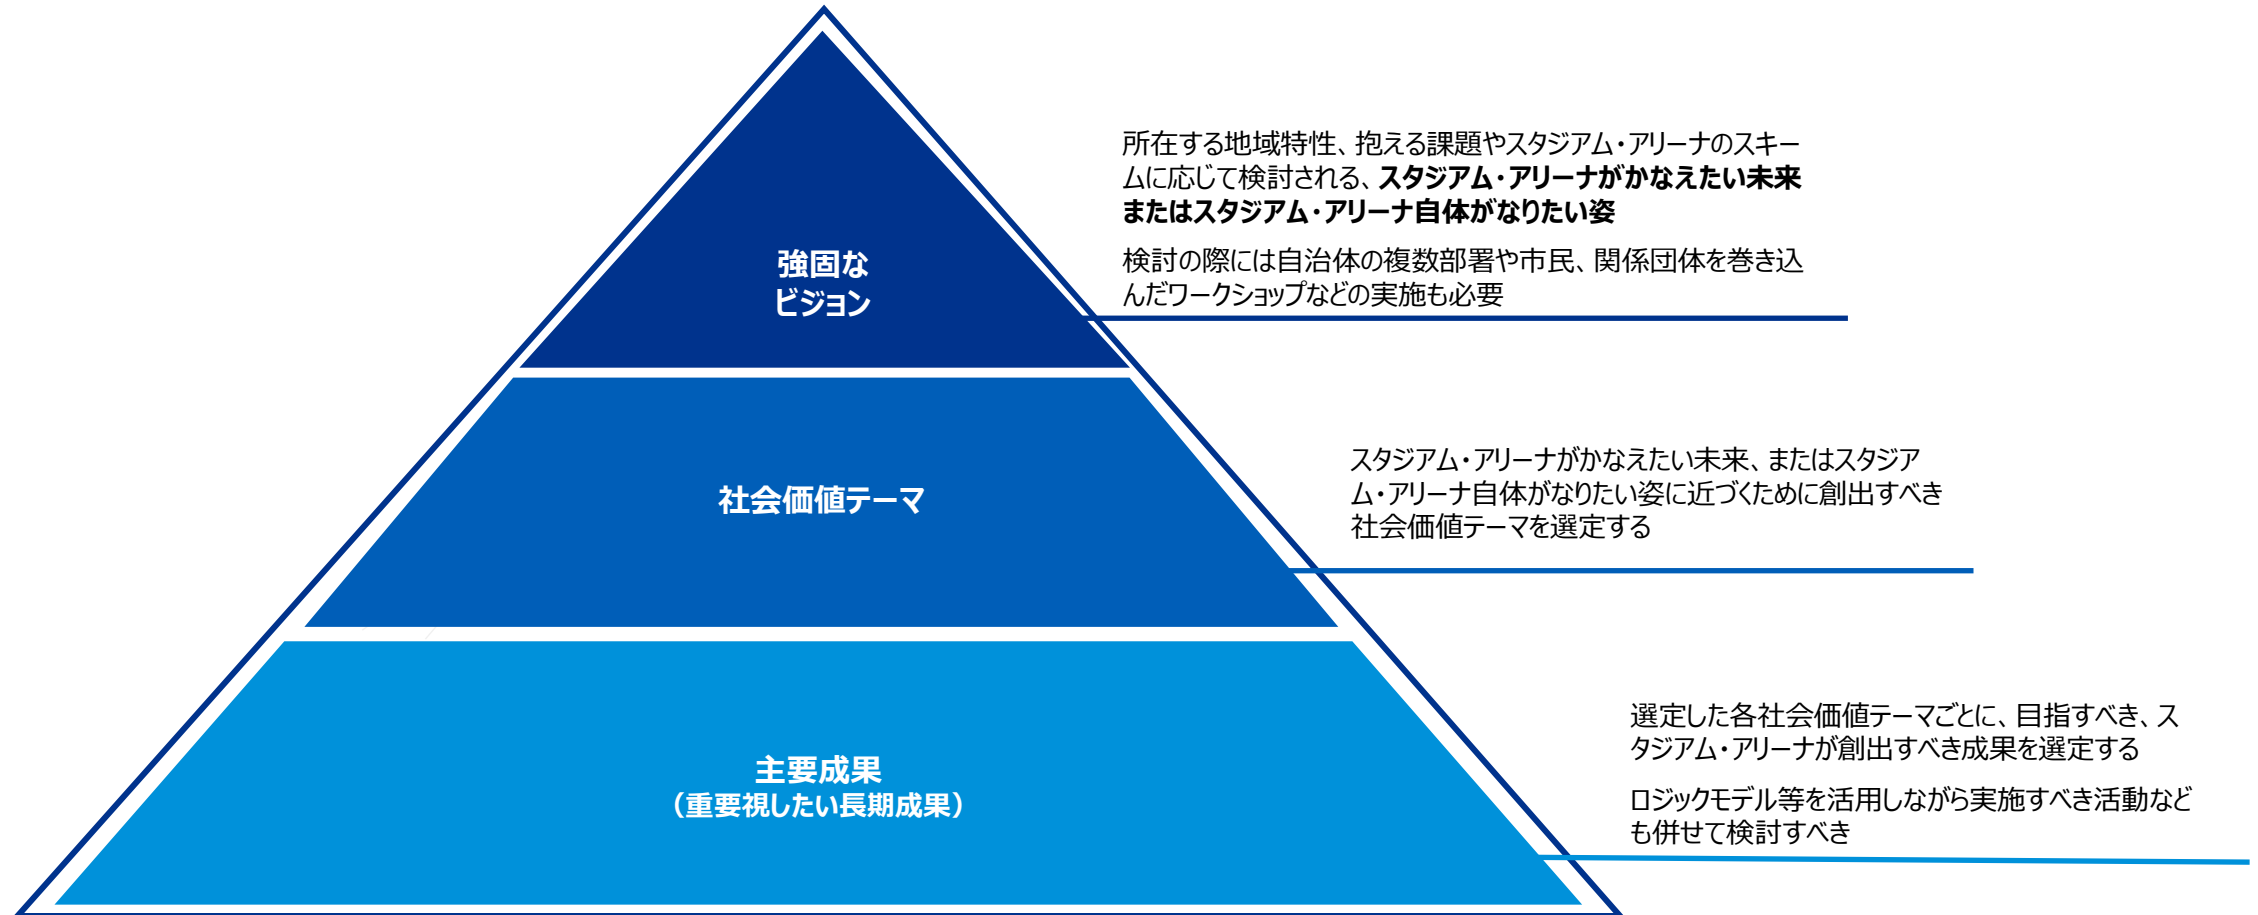 所在する地域特性、抱える課題やスタジアム・アリーナのスキー
ムに応じて検討される、スタジアム・アリーナがかなえたい未来
またはスタジアム・アリーナ自体がなりたい姿
検討の際には自治体の複数部署や市民、関係団体を巻き込
んだワークショップなどの実施も必要
強固な
ビジョン
スタジアム・アリーナがかなえたい未来、またはスタジア
ム・アリーナ自体がなりたい姿に近づくために創出すべき
社会価値テーマを選定する
社会価値テーマ
選定した各社会価値テーマごとに、目指すべき、ス
タジアム・アリーナが創出すべき成果を選定する
ロジックモデル等を活用しながら実施すべき活動など
も併せて検討すべき
主要成果
（重要視したい長期成果）